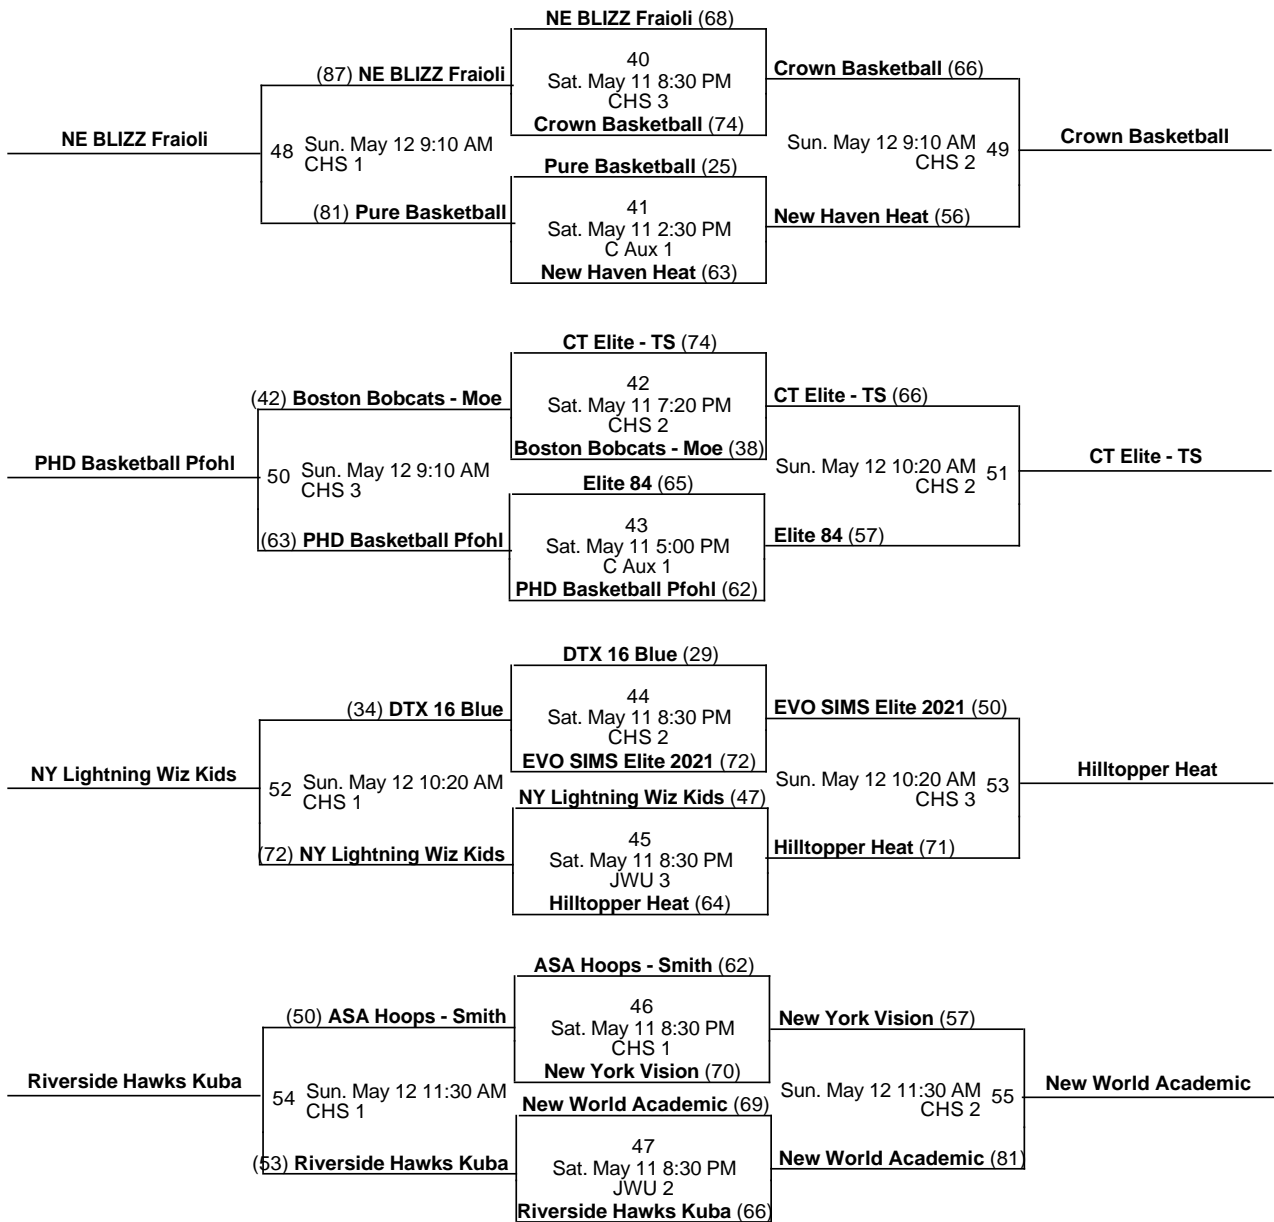 NE BLIZZ Fraioli (68)
40
Sat. May 11 8:30 PM
CHS 3
Crown Basketball (74)
(87) NE BLIZZ Fraioli
Crown Basketball (66)
NE BLIZZ Fraioli
48 Sun. May 12 9:10 AM
CHS 1
Sun. May 12 9:10 AM 49
CHS 2
Crown Basketball
Pure Basketball (25)
41
Sat. May 11 2:30 PM
C Aux 1
New Haven Heat (63)
(81) Pure Basketball
New Haven Heat (56)
CT Elite - TS (74)
42
Sat. May 11 7:20 PM
CHS 2
Boston Bobcats - Moe (38)
(42) Boston Bobcats - Moe
CT Elite - TS (66)
PHD Basketball Pfohl
50 Sun. May 12 9:10 AM
CHS 3
Sun. May 12 10:20 AM 51
CHS 2
CT Elite - TS
Elite 84 (65)
43
Sat. May 11 5:00 PM
C Aux 1
PHD Basketball Pfohl (62)
(63) PHD Basketball Pfohl
Elite 84 (57)
DTX 16 Blue (29)
44
Sat. May 11 8:30 PM
CHS 2
EVO SIMS Elite 2021 (72)
(34) DTX 16 Blue
EVO SIMS Elite 2021 (50)
NY Lightning Wiz Kids
52 Sun. May 12 10:20 AM
CHS 1
Sun. May 12 10:20 AM 53
CHS 3
Hilltopper Heat
NY Lightning Wiz Kids (47)
45
Sat. May 11 8:30 PM
JWU 3
Hilltopper Heat (64)
(72) NY Lightning Wiz Kids
Hilltopper Heat (71)
ASA Hoops - Smith (62)
46
Sat. May 11 8:30 PM
CHS 1
New York Vision (70)
(50) ASA Hoops - Smith
New York Vision (57)
Riverside Hawks Kuba
54 Sun. May 12 11:30 AM
CHS 1
Sun. May 12 11:30 AM 55
CHS 2
New World Academic
New World Academic (69)
47
Sat. May 11 8:30 PM
JWU 2
Riverside Hawks Kuba (66)
(53) Riverside Hawks Kuba
New World Academic (81)